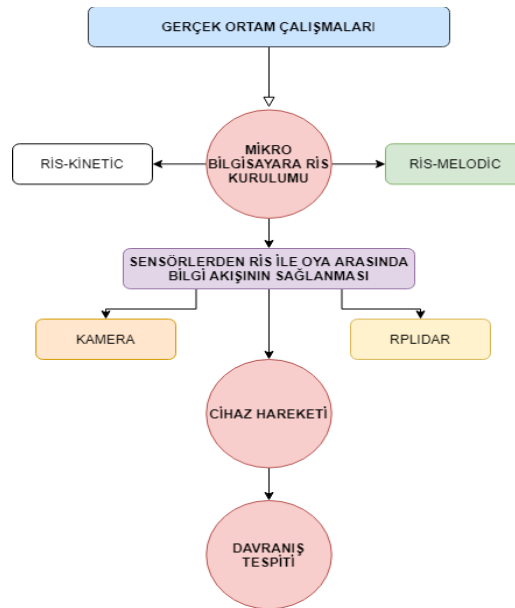 GERÇEK ORTAM ÇALIŞMALARI
MİKRO
BİLGİSAYARA RİS
KURULUMU
RİS-KİNETİC
RİS-MELODİC
SENSÖRLERDEN RİS İLE OYA ARASINDA
BİLGİ AKIŞININ SAĞLANMASI
KAMERA
RPLIDAR
CİHAZ HAREKETİ
DAVRANIŞ
TESPİTİ